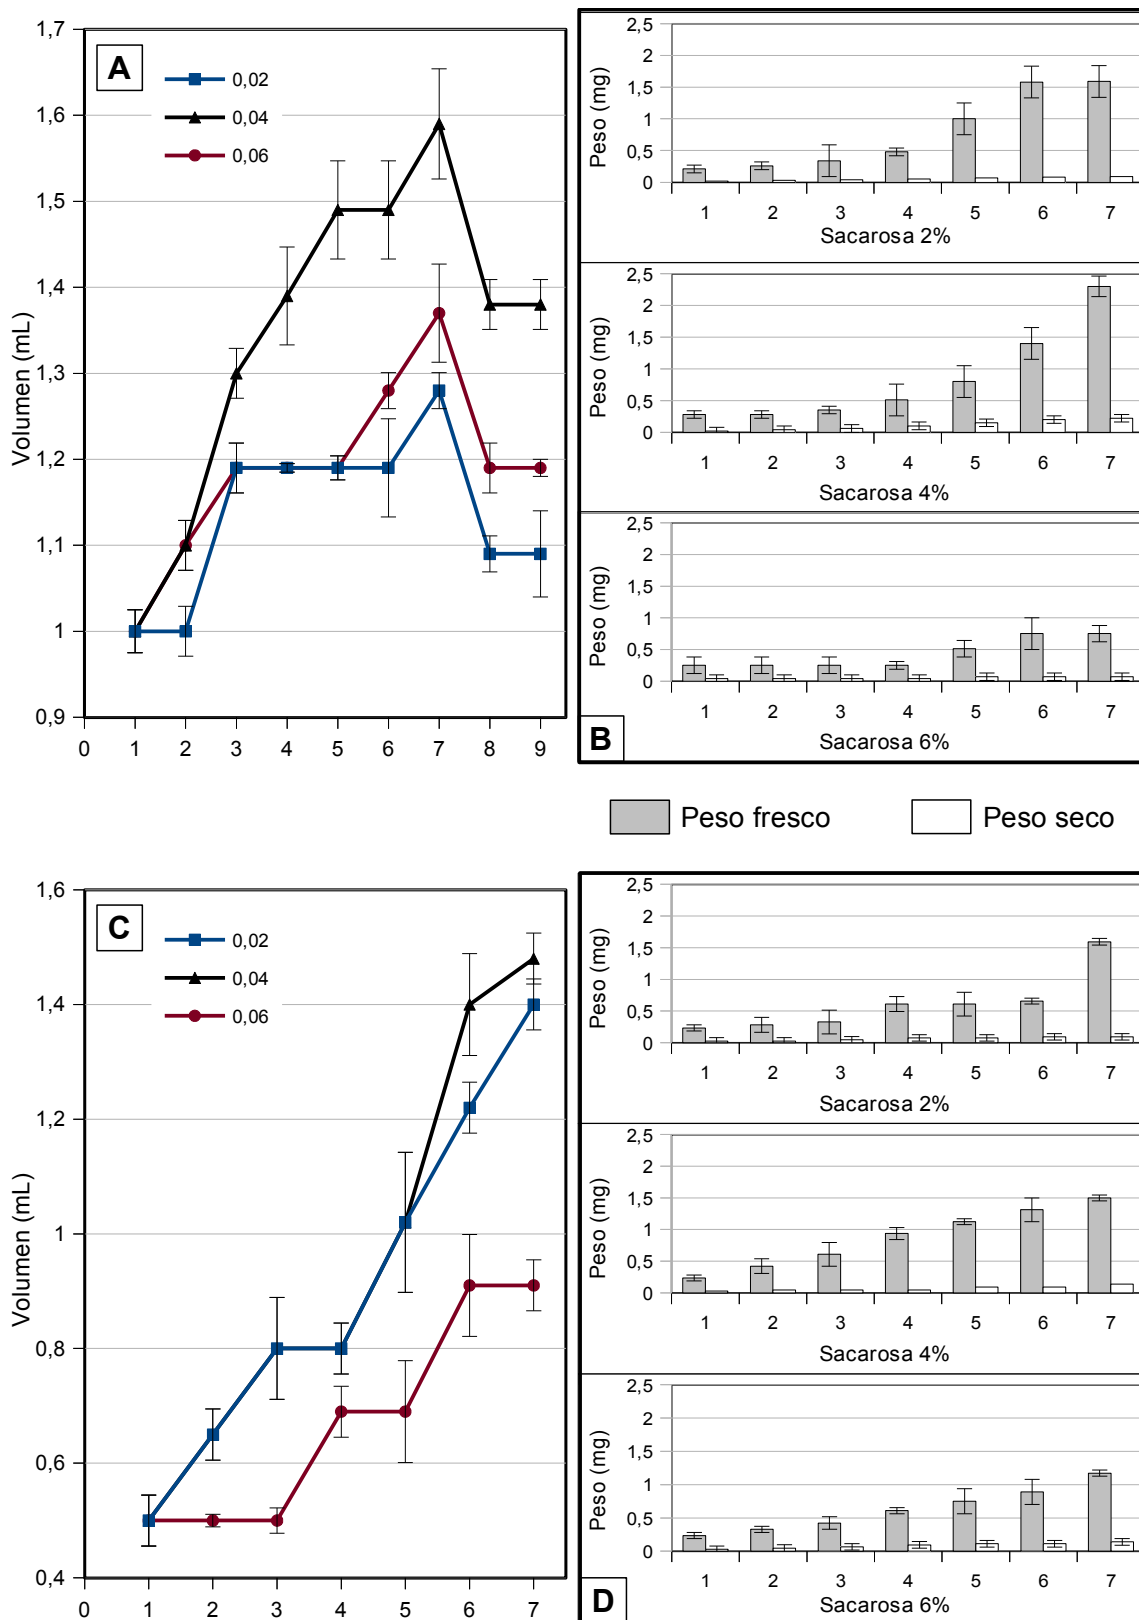 A
0,02
0,04
0,06
Volumen (mL)
1,7
1,6
1,5
1,4
1,3
1,2
1,1
1
0,9
0 1 2 3 4 5 6 7 8 9
Peso (mg)
2,5
2
1,5
1
0,5
0
1 2 3 4 5 6 7
Sacarosa 2%
Peso (mg)
2,5
2
1,5
1
0,5
0
1 2 3 4 5 6 7
Sacarosa 4%
Peso (mg)
2,5
2
1,5
1
0,5
0
1 2 3 4 5 6 7
Sacarosa 6%
B
Peso fresco
Peso seco
C
0,02
0,04
0,06
Volumen (mL)
1,6
1,4
1,2
1
0,8
0,6
0,4
0 1 2 3 4 5 6 7
Peso (mg)
2,5
2
1,5
1
0,5
0
1 2 3 4 5 6 7
Sacarosa 2%
Peso (mg)
2,5
2
1,5
1
0,5
0
1 2 3 4 5 6 7
Sacarosa 4%
Peso (mg)
2,5
2
1,5
1
0,5
0
1 2 3 4 5 6 7
Sacarosa 6%
D